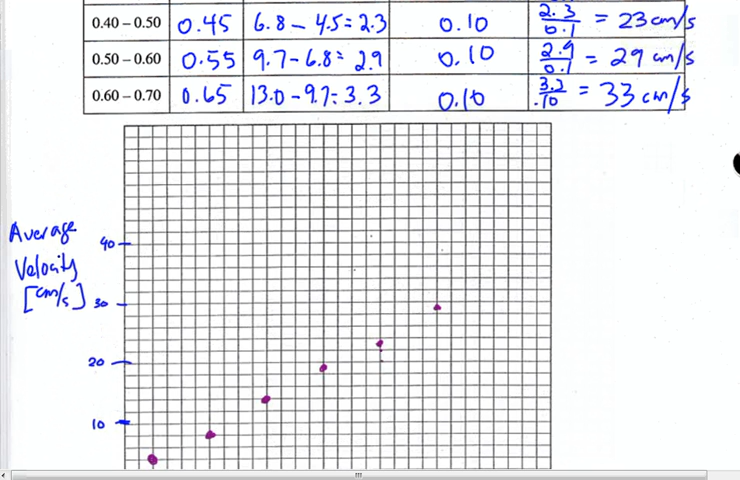 0.40 – 0.50 0.45 6.8 – 4.5 = 2.3 0.10 2.3/0.1 = 23 cm/s
0.50 – 0.60 0.55 9.7 - 6.8 = 2.9 0.10 2.9/0.1 = 29 cm/s
0.60 – 0.70 0.65 13.0 - 9.7 = 3.3 0.10 3.3/.10 = 33 cm/s
Average
Velocity
[cm/s]
40
30
20
10